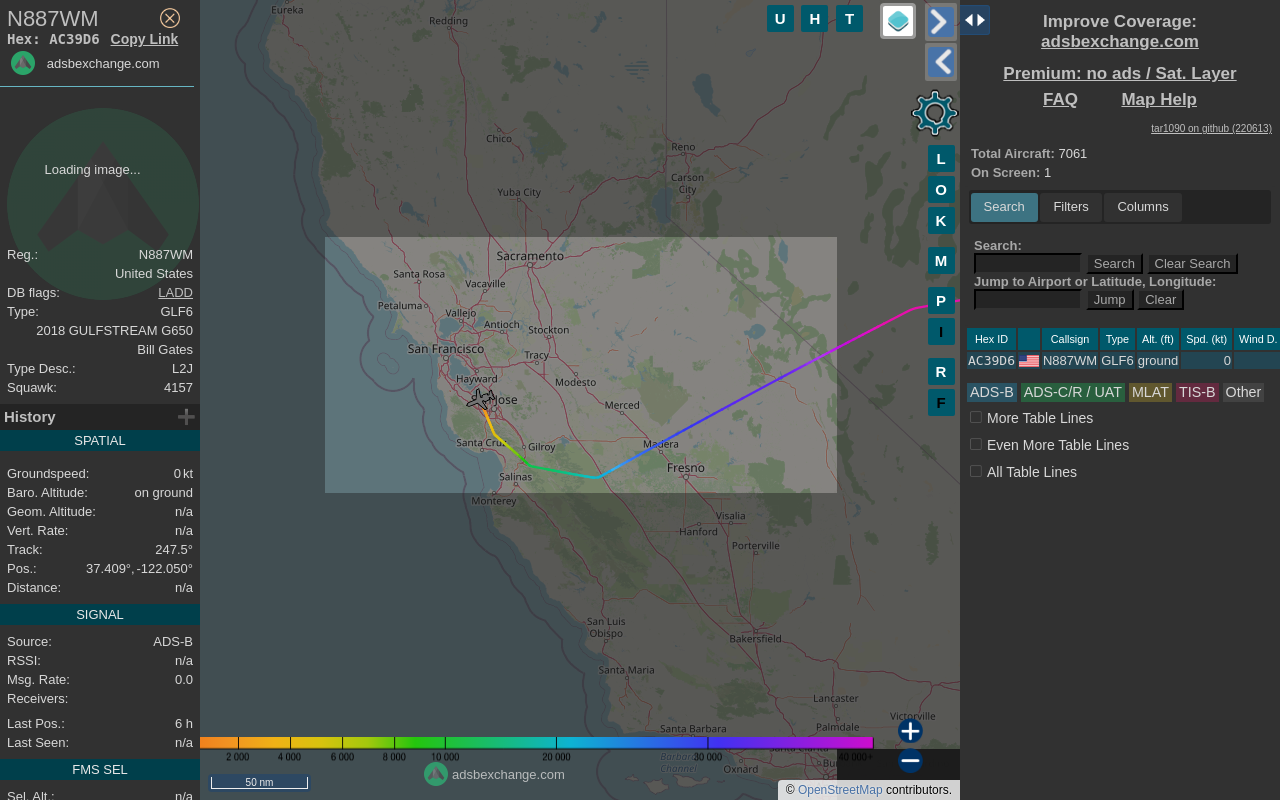 N887WM
Hex: AC39D6 Copy Link
adsbexchange.com
Loading image...
Reg.: N887WM
United States
DB flags: LADD
Type: GLF6
2018 GULFSTREAM G650
Bill Gates
Type Desc.: L2J
Squawk: 4157
History
SPATIAL
Groundspeed: 0 kt
Baro. Altitude: on ground
Geom. Altitude: n/a
Vert. Rate: n/a
Track: 247.5°
Pos.: 37.409°, -122.050°
Distance: n/a
SIGNAL
Source: ADS-B
RSSI: n/a
Msg. Rate: 0.0
Receivers:
Last Pos.: 6 h
Last Seen: n/a
FMS SEL
Sel. Alt.: n/a
Eureka
Redding
U H T
Chico
Reno
Carson
City
Yuba City
Sacramento
Santa Rosa
Vacaville
Petaluma
Vallejo
Antioch
Stockton
San Francisco
Tracy
Hayward
Modesto
Jose
Merced
Santa Cruz
Gilroy
Madera
Salinas
Fresno
Monterey
Visalia
Hanford
Porterville
San Luis
Obispo
Bakersfield
Santa Maria
Lancaster
Victorville
Santa Barbara
Palmdale
Oxnard
Channel
L
O
K
M
P
I
R
F
2 000 4 000 6 000 8 000 10 000 20 000 30 000 40 000+
50 nm
adsbexchange.com
© OpenStreetMap contributors.
Improve Coverage:
adsbexchange.com
Premium: no ads / Sat. Layer
FAQ Map Help
tar1090 on github (220613)
Total Aircraft: 7061
On Screen: 1
Search Filters Columns
Search:
Search Clear Search
Jump to Airport or Latitude, Longitude:
Jump Clear
Hex ID Callsign Type Alt. (ft) Spd. (kt) Wind D.
AC39D6 N887WM GLF6 ground 0
ADS-B ADS-C/R / UAT MLAT TIS-B Other
More Table Lines
Even More Table Lines
All Table Lines